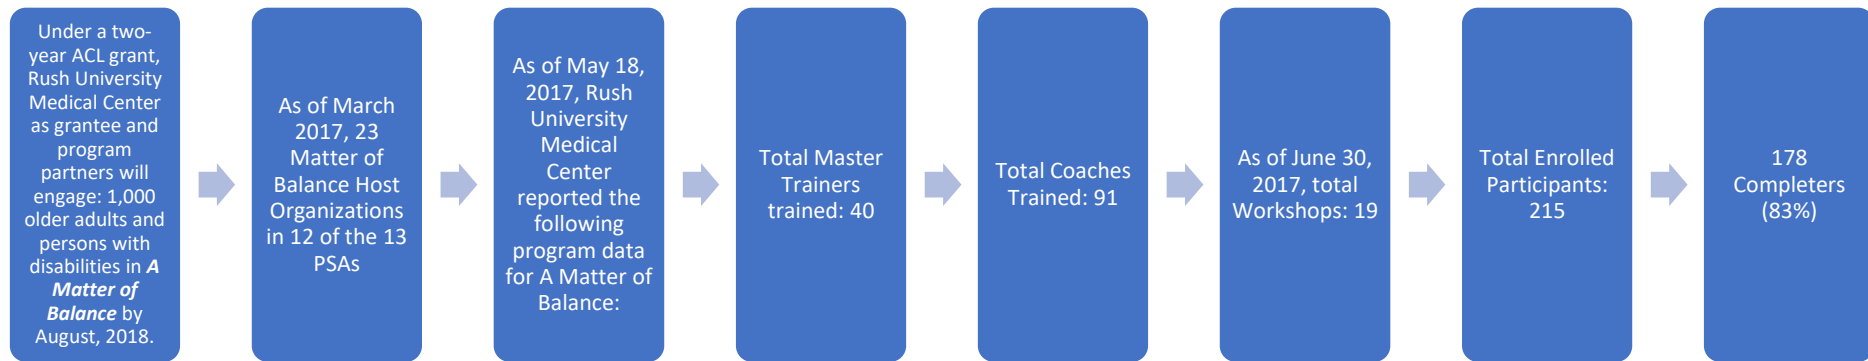 Under a two-
year ACL grant,
Rush University
Medical Center
as grantee and
program
partners will
engage: 1,000
older adults and
persons with
disabilities in A
Matter of
Balance by
August, 2018.
As of March
2017, 23
Matter of
Balance Host
Organizations
in 12 of the 13
PSAs
As of May 18,
2017, Rush
University
Medical
Center
reported the
following
program data
for A Matter of
Balance:
Total Master
Trainers
trained: 40
Total Coaches
Trained: 91
As of June 30,
2017, total
Workshops: 19
Total Enrolled
Participants:
215
178
Completers
(83%)